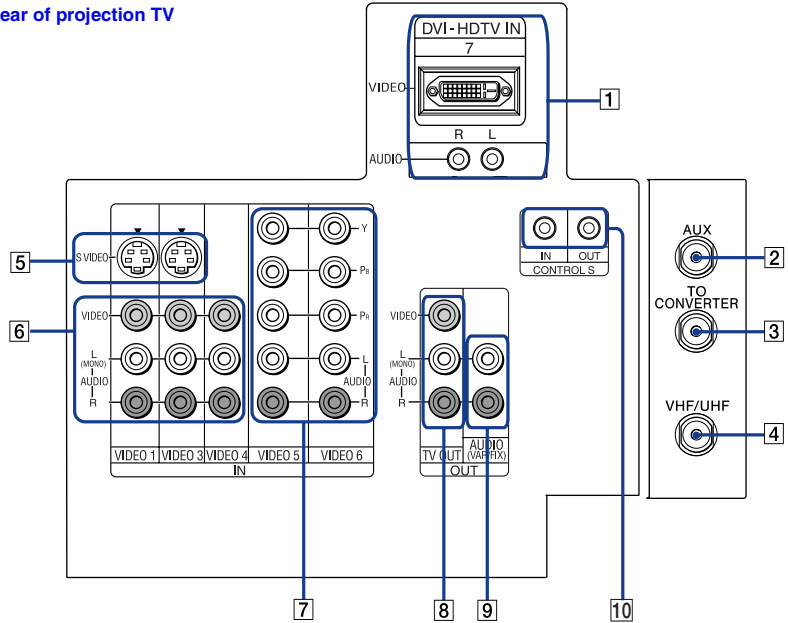 ear of projection TV
DVI - HDTV IN
7
VIDEO
R L
AUDIO
1
AUX
2
TO
CONVERTER
3
VHF/UHF
4
IN OUT
CONTROL S
5
S VIDEO
6
VIDEO
L
(MONO)
AUDIO
R
Y
PB
PR
L
AUDIO
R
VIDEO 1 VIDEO 3 VIDEO 4 VIDEO 5 VIDEO 6
IN
VIDEO
L
(MONO)
AUDIO
R
TV OUT
AUDIO
(VAR/FIX)
OUT
7
8
9
10